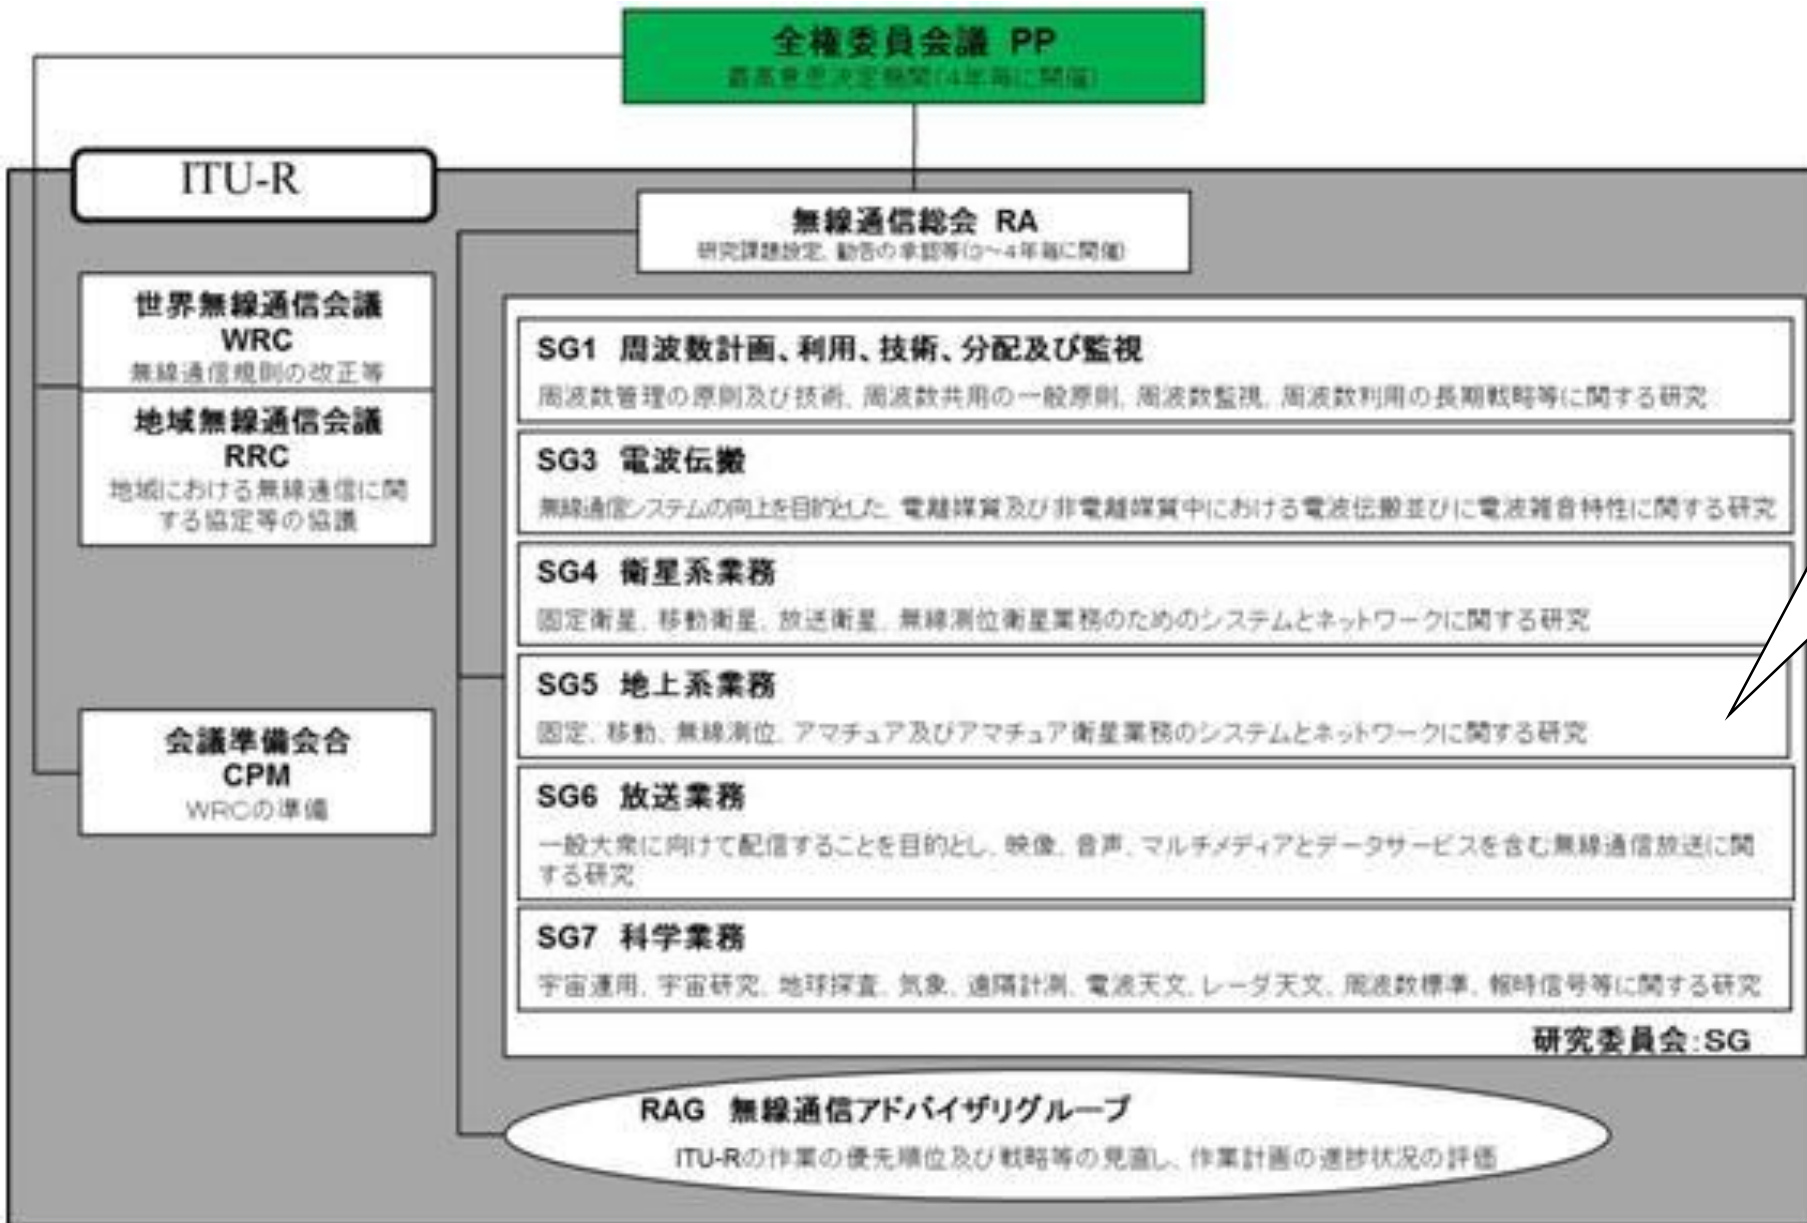 全権委員会議 PP
最高意思決定機関(4年毎に開催)
ITU-R
無線通信総会 RA
研究課題設定、勧告の承認等(3～4年毎に開催)
世界無線通信会議
WRC
無線通信規則の改正等
地域無線通信会議
RRC
地域における無線通信に関
する協定等の協議
会議準備会合
CPM
WRCの準備
SG1 周波数計画、利用、技術、分配及び監視
周波数管理の原則及び技術、周波数共用の一般原則、周波数監視、周波数利用の長期戦略等に関する研究
SG3 電波伝搬
無線通信システムの向上を目的とした、電離媒質及び非電離媒質中における電波伝搬並びに電波雑音特性に関する研究
SG4 衛星系業務
固定衛星、移動衛星、放送衛星、無線測位衛星業務のためのシステムとネットワークに関する研究
SG5 地上系業務
固定、移動、無線測位、アマチュア及びアマチュア衛星業務のシステムとネットワークに関する研究
SG6 放送業務
一般大衆に向けて配信することを目的とし、映像、音声、マルチメディアとデータサービスを含む無線通信放送に関
する研究
SG7 科学業務
宇宙運用、宇宙研究、地球探査、気象、遠隔計測、電波天文、レーダ天文、周波数標準、報時信号等に関する研究
研究委員会:SG
RAG 無線通信アドバイザリグループ
ITU-Rの作業の優先順位及び戦略等の見直し、作業計画の進捗状況の評価